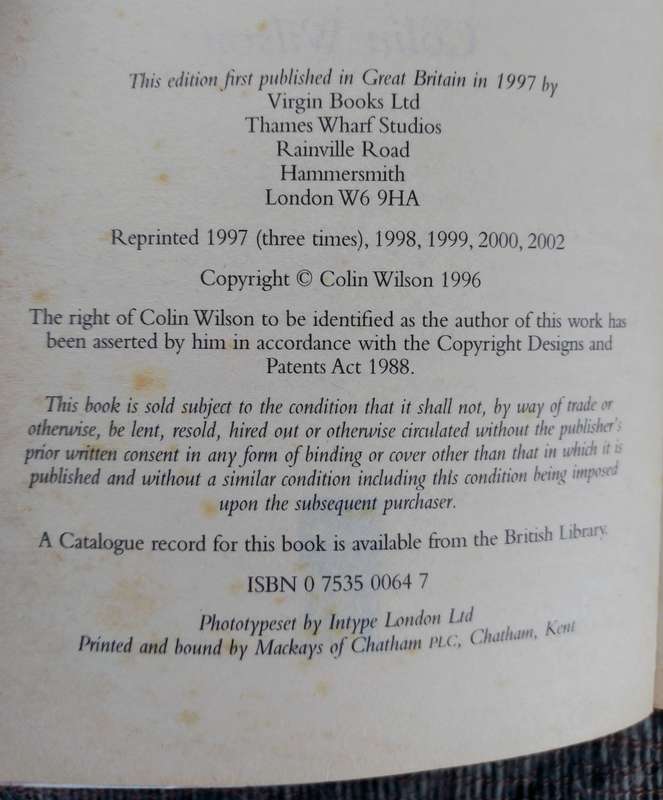 This edition first published in Great Britain in 1997 by
Virgin Books Ltd
Thames Wharf Studios
Rainville Road
Hammersmith
London W6 9HA
Reprinted 1997 (three times), 1998, 1999, 2000, 2002
Copyright © Colin Wilson 1996
The right of Colin Wilson to be identified as the author of this work has
been asserted by him in accordance with the Copyright Designs and
Patents Act 1988.
This book is sold subject to the condition that it shall not, by way of trade or
otherwise, be lent, resold, hired out or otherwise circulated without the publisher's
prior written consent in any form of binding or cover other than that in which it is
published and without a similar condition including this condition being imposed
upon the subsequent purchaser.
A Catalogue record for this book is available from the British Library.
ISBN 0 7535 0064 7
Phototypeset by Intype London Ltd
Printed and bound by Mackays of Chatham PLC, Chatham, Kent